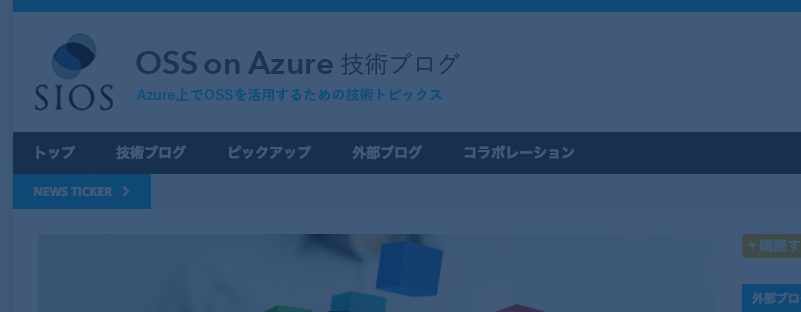 SIOS
OSS on Azure 技術ブログ
Azure上でOSSを活用するための技術トピックス
トップ 技術ブログ ピックアップ 外部ブログ コラボレーション
NEWS TICKER
購読す
外部ブロ